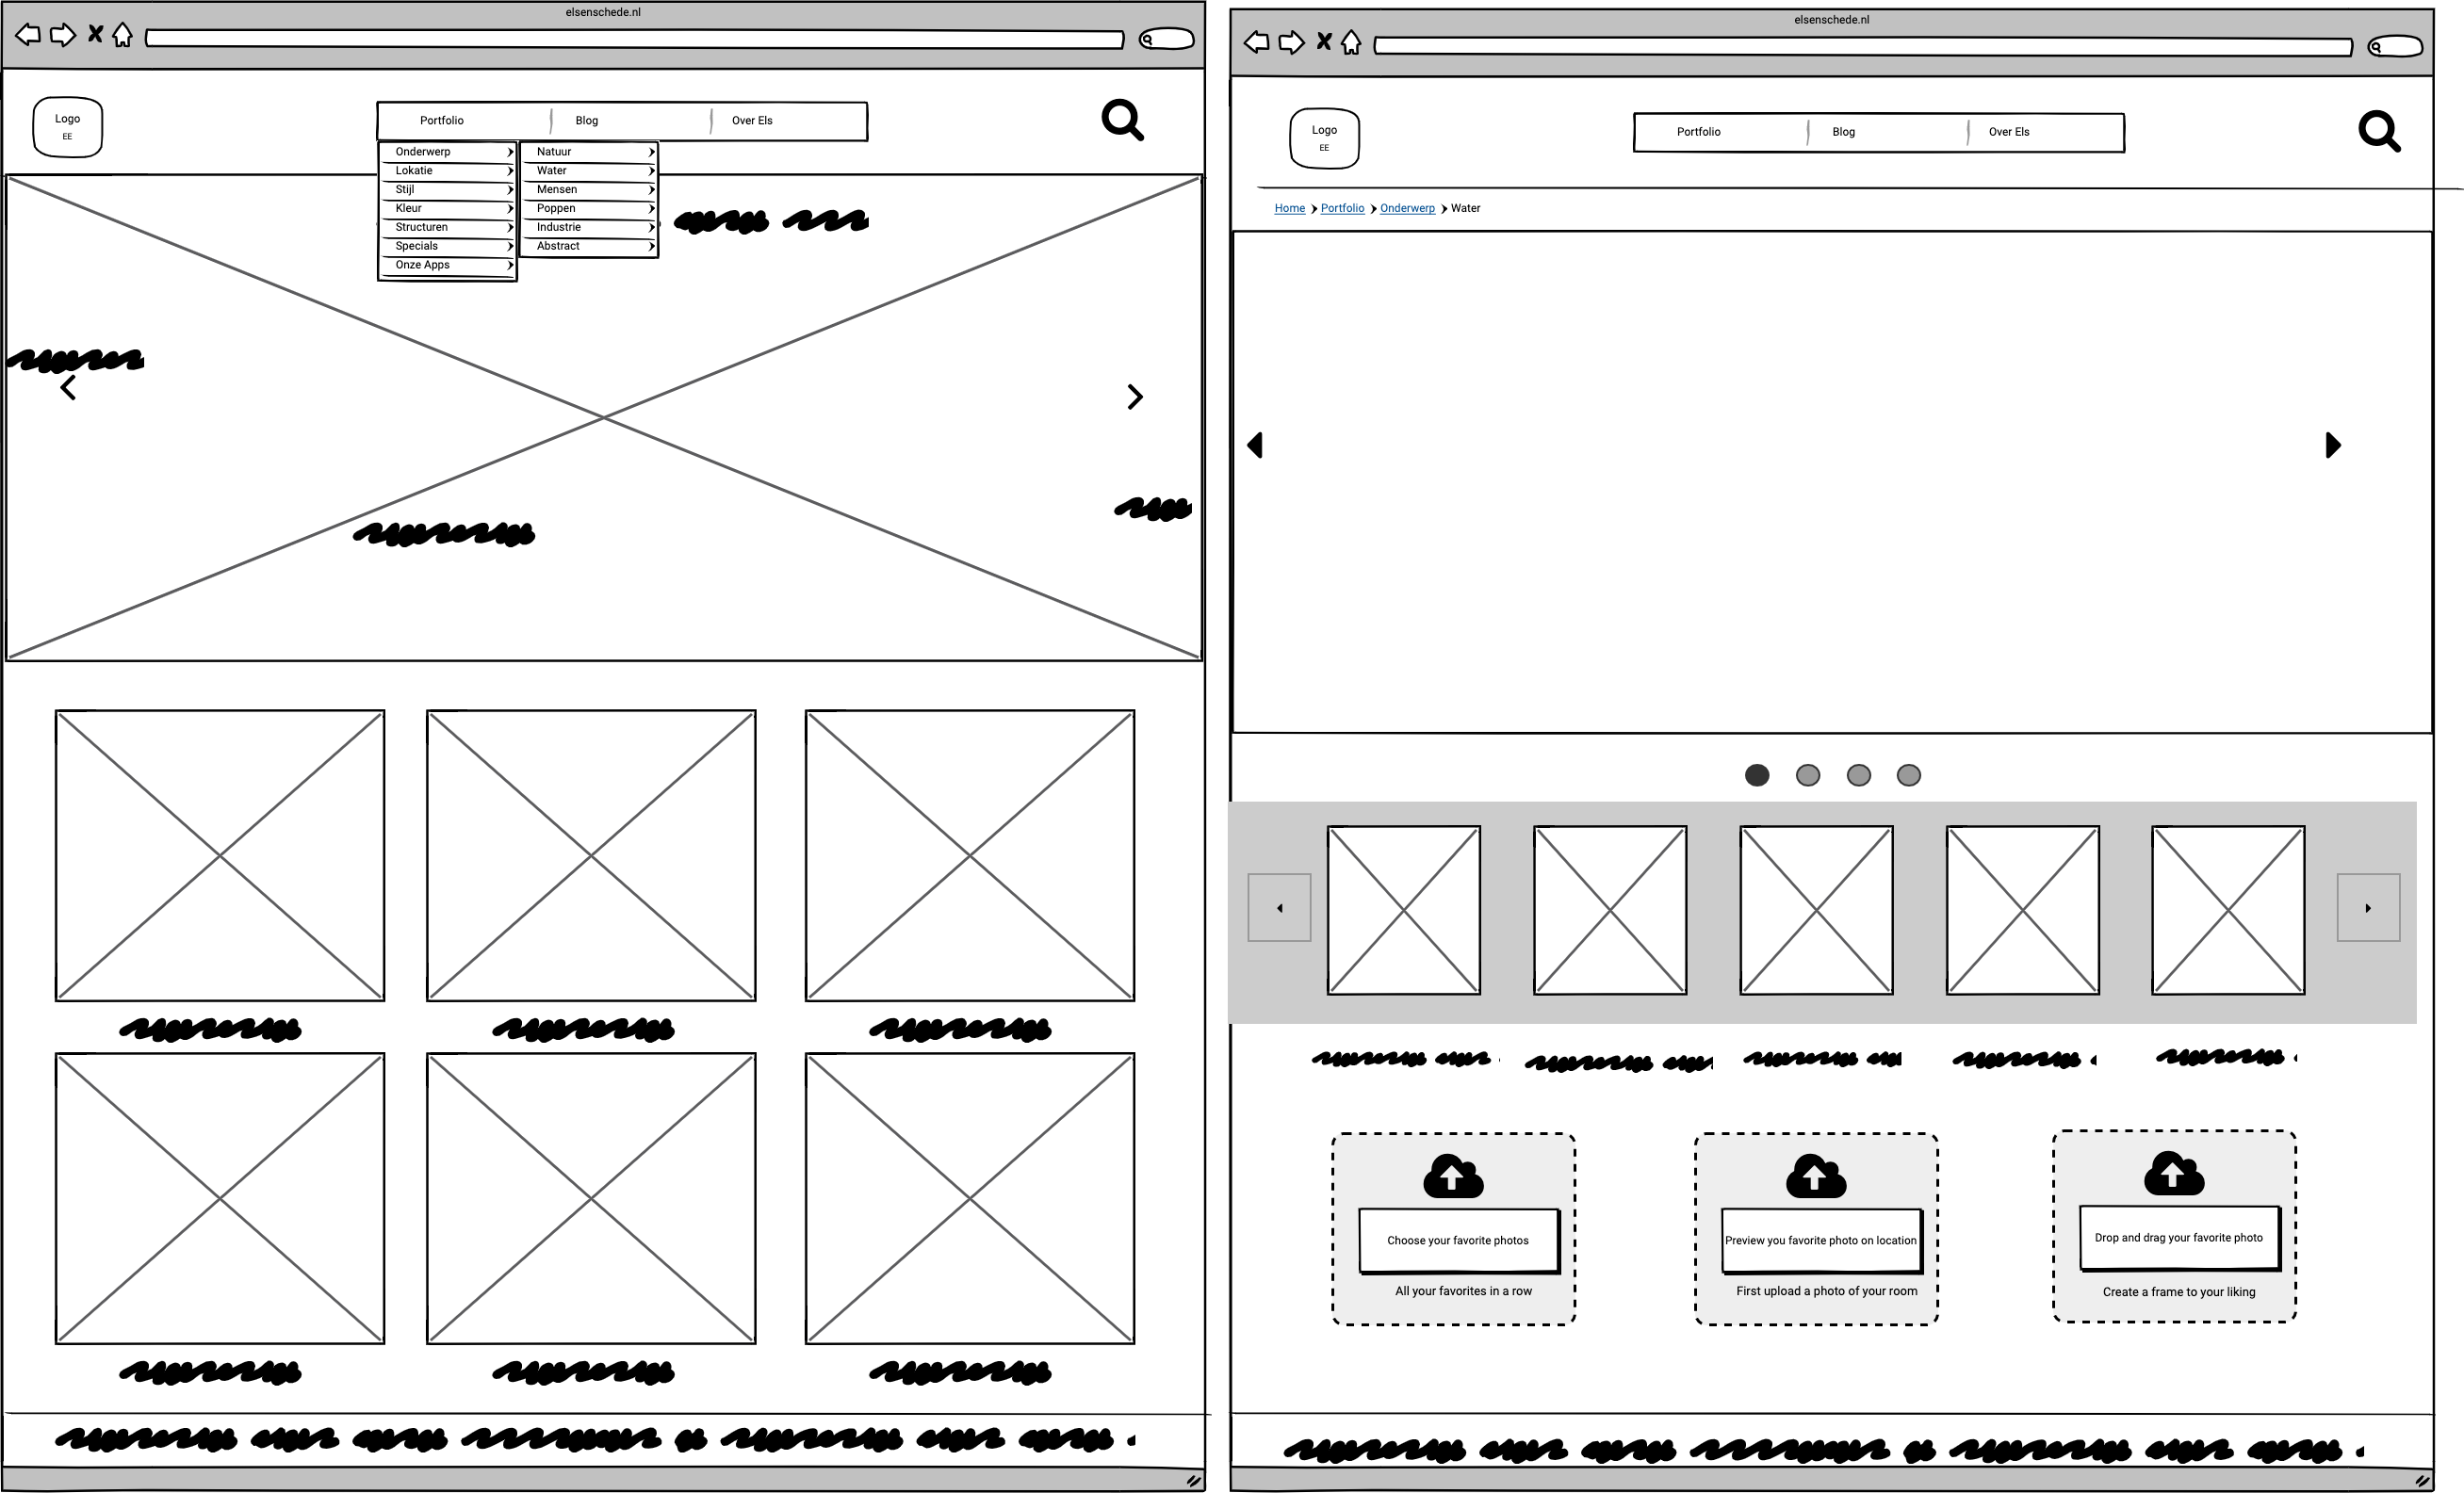 elsenschede.nl
Logo
EE
Portfolio Blog Over Els
Onderwerp
Lokatie
Stijl
Kleur
Structuren
Specials
Onze Apps
Natuur
Water
Mensen
Poppen
Industrie
Abstract
elsenschede.nl
Logo
EE
Portfolio Blog Over Els
Home Portfolio Onderwerp Water
Choose your favorite photos
All your favorites in a row
Preview you favorite photo on location
First upload a photo of your room
Drop and drag your favorite photo
Create a frame to your liking